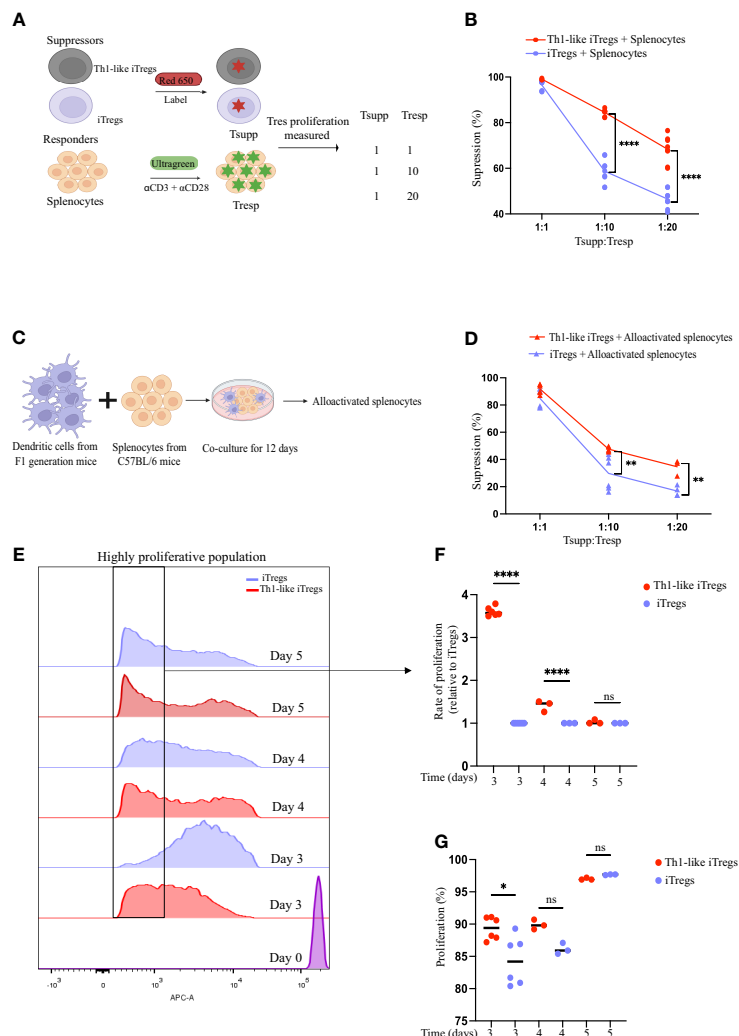 A
Suppressors
Th1-like iTregs
Red 650
Label
iTregs
Tsupp
Responders
Ultragreen
αCD3 + αCD28
Splenocytes
Tresp
Tres proliferation
measured
Tsupp Tresp
1 1
1 10
1 20
B
Th1-like iTregs + Splenocytes
iTregs + Splenocytes
Supression (%)
100
80
60
40
****
****
1:1 1:10 1:20
Tsupp:Tresp
C
Dendritic cells from
F1 generation mice
Splenocytes from
C57BL/6 mice
Co-culture for 12 days
Alloactivated splenocytes
D
Th1-like iTregs + Alloactivated splenocytes
iTregs + Alloactivated splenocytes
Supression (%)
100
80
60
40
20
0
**
**
1:1 1:10 1:20
Tsupp:Tresp
E
Highly proliferative population
iTregs
Th1-like iTregs
Day 5
Day 5
Day 4
Day 4
Day 3
Day 3
Day 0
-10³ 0 10³ 10⁴ 10⁵
APC-A
F
Th1-like iTregs
iTregs
Rate of proliferation
(relative to iTregs)
4
3
2
1
0
****
****
ns
Time (days)
3 3 4 4 5 5
G
Th1-like iTregs
iTregs
Proliferation (%)
100
95
90
85
80
75
*
ns
ns
Time (days)
3 3 4 4 5 5